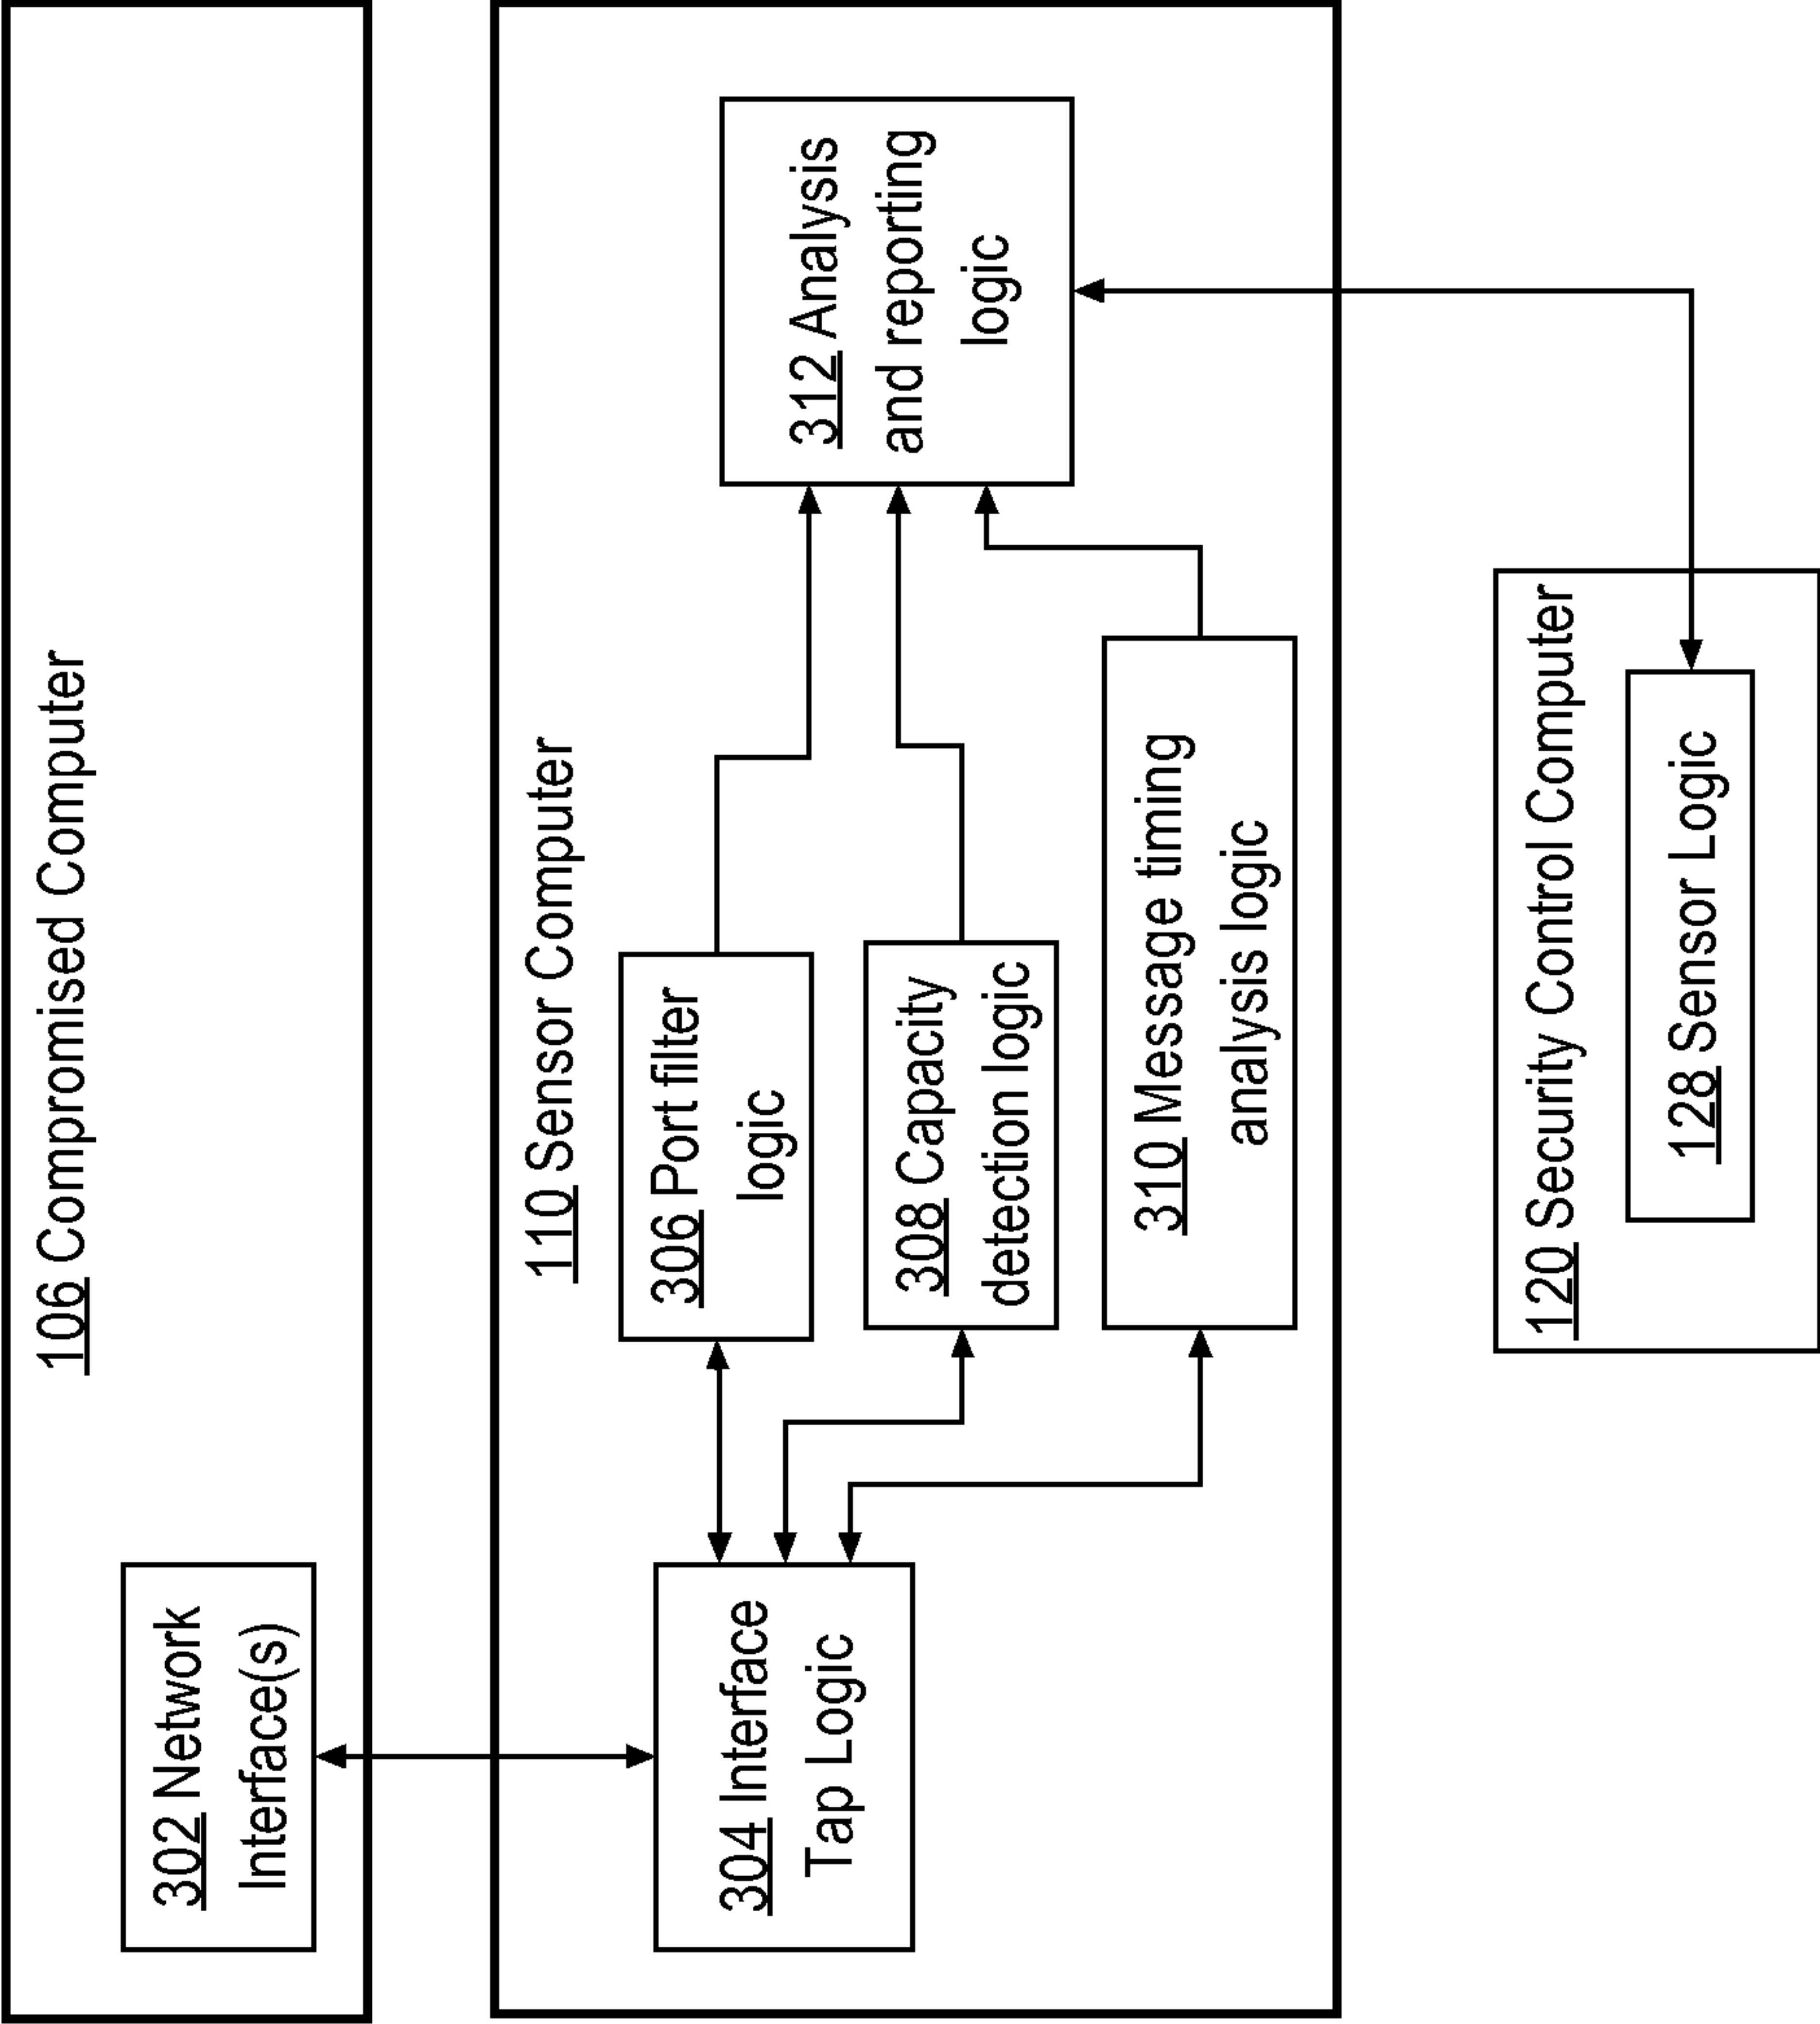 106 Compromised Computer
302 Network
Interface(s)
110 Sensor Computer
304 Interface
Tap Logic
306 Port filter
logic
308 Capacity
detection logic
310 Message timing
analysis logic
312 Analysis
and reporting
logic
120 Security Control Computer
128 Sensor Logic